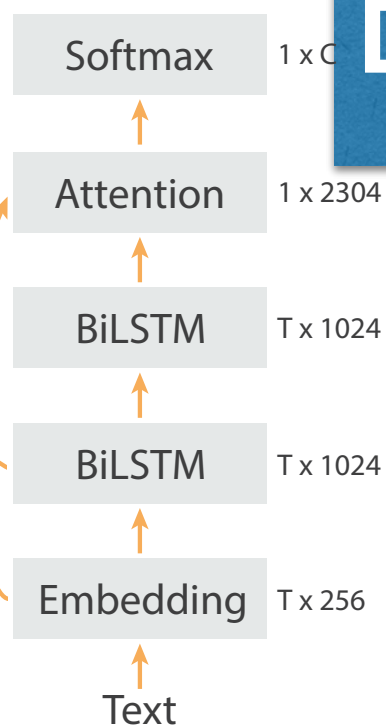 Softmax 1 x C
Attention 1 x 2304
BiLSTM T x 1024
BiLSTM T x 1024
Embedding T x 256
Text